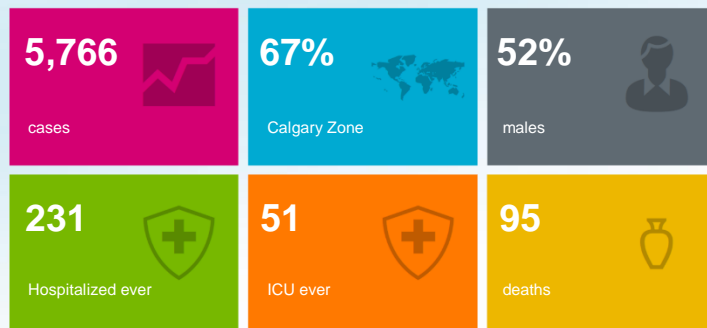 5,766
cases
67%
Calgary Zone
52%
males
231
Hospitalized ever
51
ICU ever
95
deaths